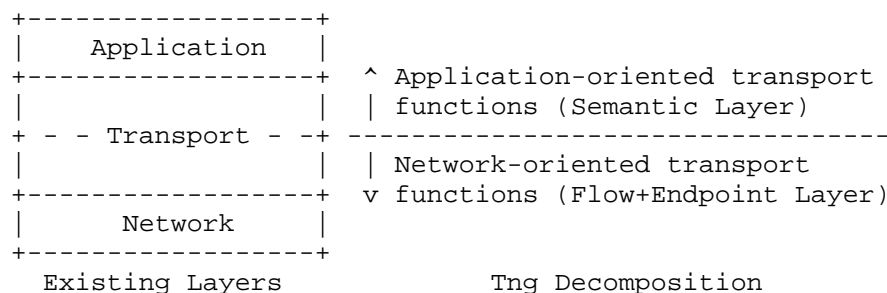 +------------------+
|    Application   |
+------------------+  ^ Application-oriented transport
|                  |  | functions (Semantic Layer)
+ - - Transport - -+ ----------------------------------
|                  |  | Network-oriented transport
+------------------+  v functions (Flow+Endpoint Layer)
|      Network     |
+------------------+
  Existing Layers             Tng Decomposition